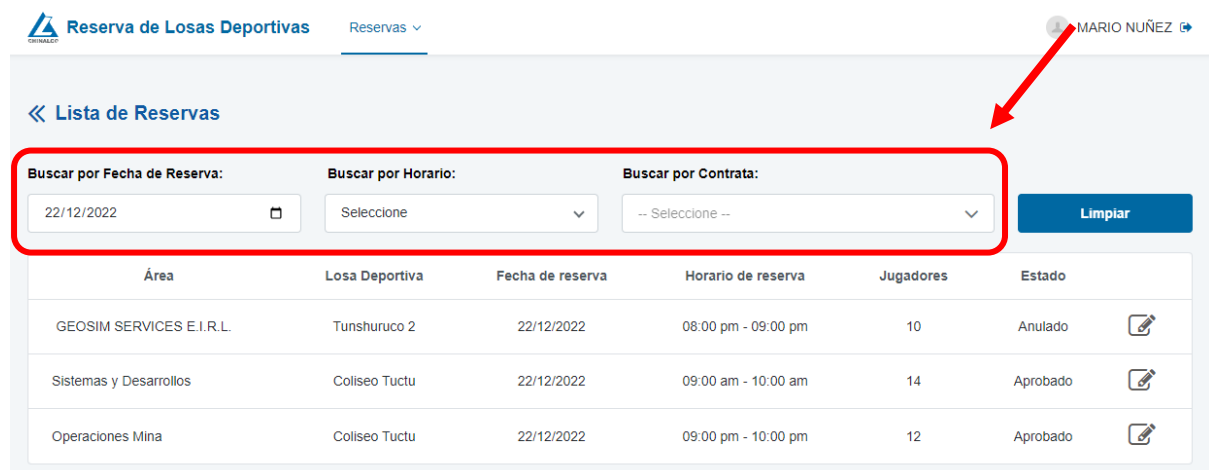 CHINALCO
Reserva de Losas Deportivas Reservas MARIO NUÑEZ
Lista de Reservas
Buscar por Fecha de Reserva: Buscar por Horario: Buscar por Contrata:
22/12/2022 Seleccione -- Seleccione -- Limpiar
Área Losa Deportiva Fecha de reserva Horario de reserva Jugadores Estado
GEOSIM SERVICES E.I.R.L. Tunshuruco 2 22/12/2022 08:00 pm - 09:00 pm 10 Anulado
Sistemas y Desarrollos Coliseo Tuctu 22/12/2022 09:00 am - 10:00 am 14 Aprobado
Operaciones Mina Coliseo Tuctu 22/12/2022 09:00 pm - 10:00 pm 12 Aprobado